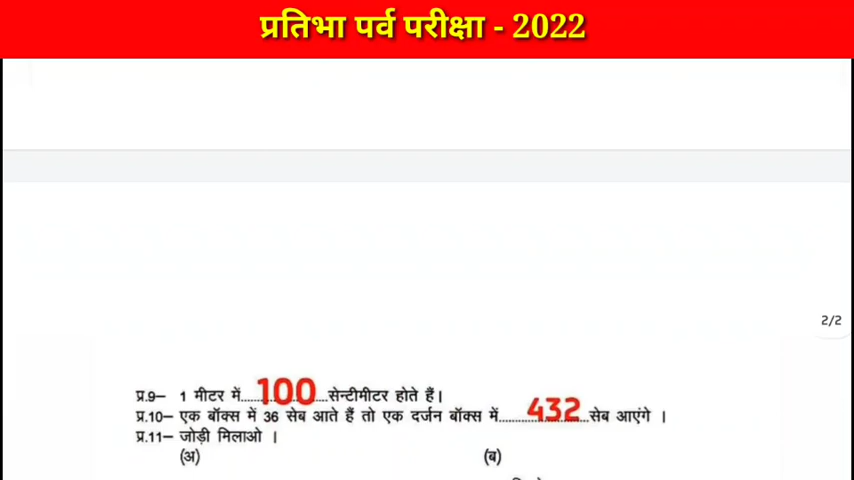 प्रतिभा पर्व परीक्षा - 2022
2/2
प्र.9– 1 मीटर में......100......सेन्टीमीटर होते हैं।
प्र.10– एक बॉक्स में 36 सेब आते हैं तो एक दर्जन बॉक्स में......432......सेब आएंगे ।
प्र.11– जोड़ी मिलाओ ।
(अ) (ब)